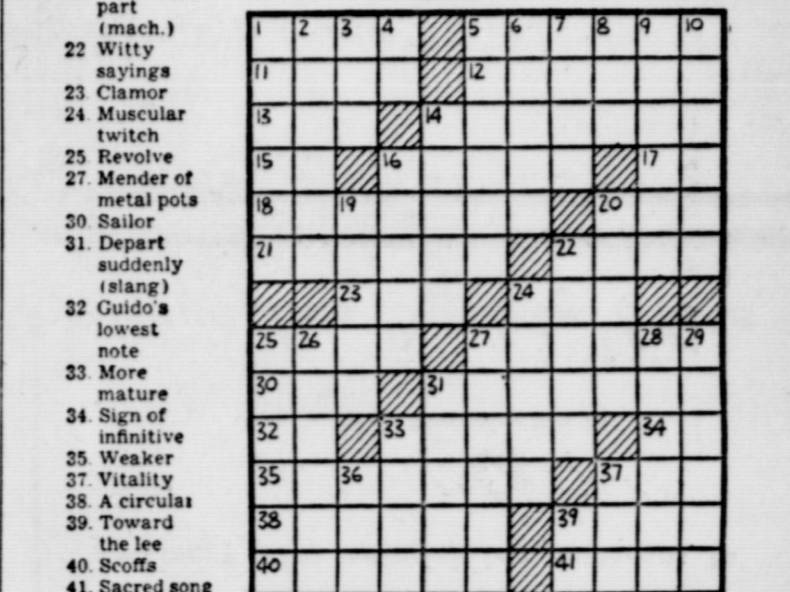 part
(mach.)
22 Witty
sayings
23. Clamor
24. Muscular
twitch
25. Revolve
27. Mender of
metal pots
30. Sailor
31. Depart
suddenly
(slang)
32 Guido's
lowest
note
33. More
mature
34. Sign of
infinitive
35. Weaker
37. Vitality
38. A circular
39. Toward
the lee
40. Scoffs
41. Sacred song
1 2 3 4 5 6 7 8 9 10
11 12
13 14
15 16 17
18 19 20
21 22
23 24
25 26 27 28 29
30 31
32 33 34
35 36 37
38 39
40 41